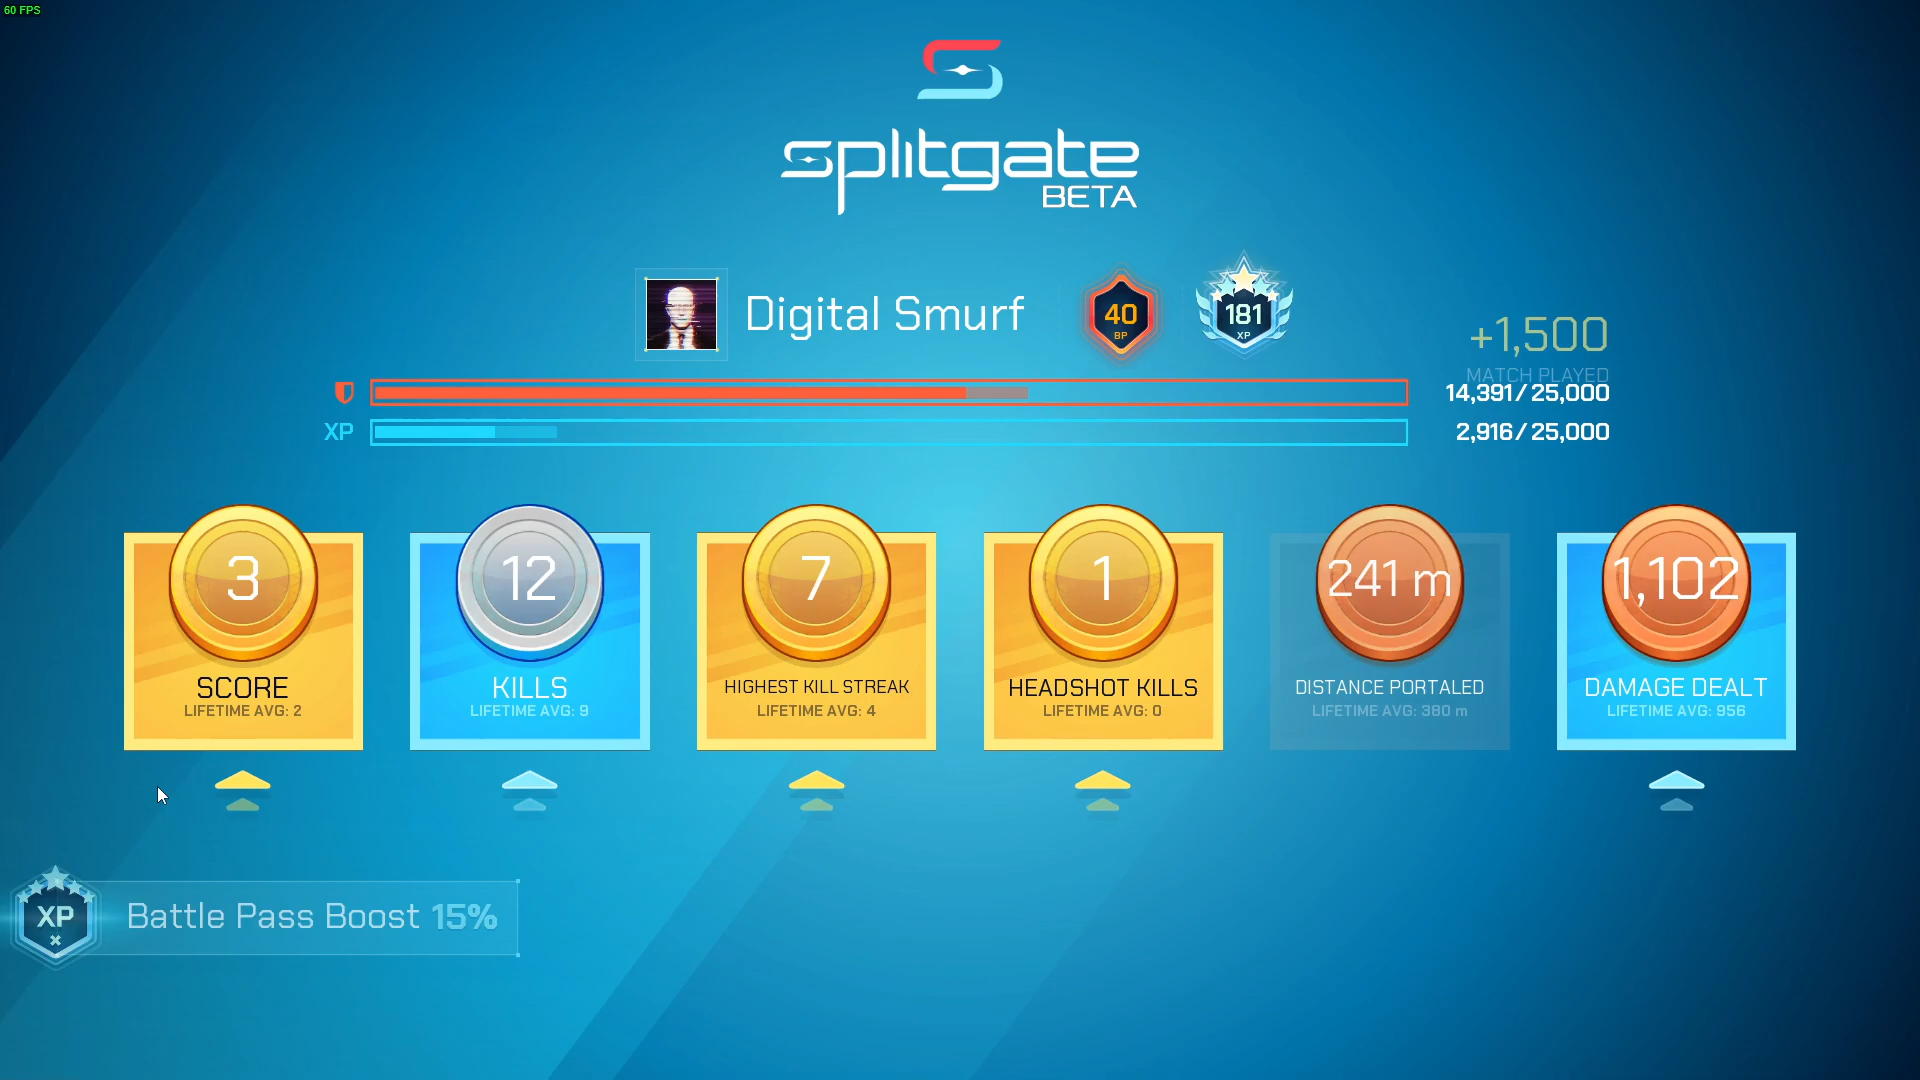 60 FPS
splitgate
BETA
Digital Smurf
40
BP
181
XP
+1,500
MATCH PLAYED
14,391/25,000
XP
2,916/25,000
3
SCORE
LIFETIME AVG: 2
12
KILLS
LIFETIME AVG: 9
7
HIGHEST KILL STREAK
LIFETIME AVG: 4
1
HEADSHOT KILLS
LIFETIME AVG: 0
241 m
DISTANCE PORTALED
LIFETIME AVG: 380 m
1,102
DAMAGE DEALT
LIFETIME AVG: 956
XP
Battle Pass Boost 15%